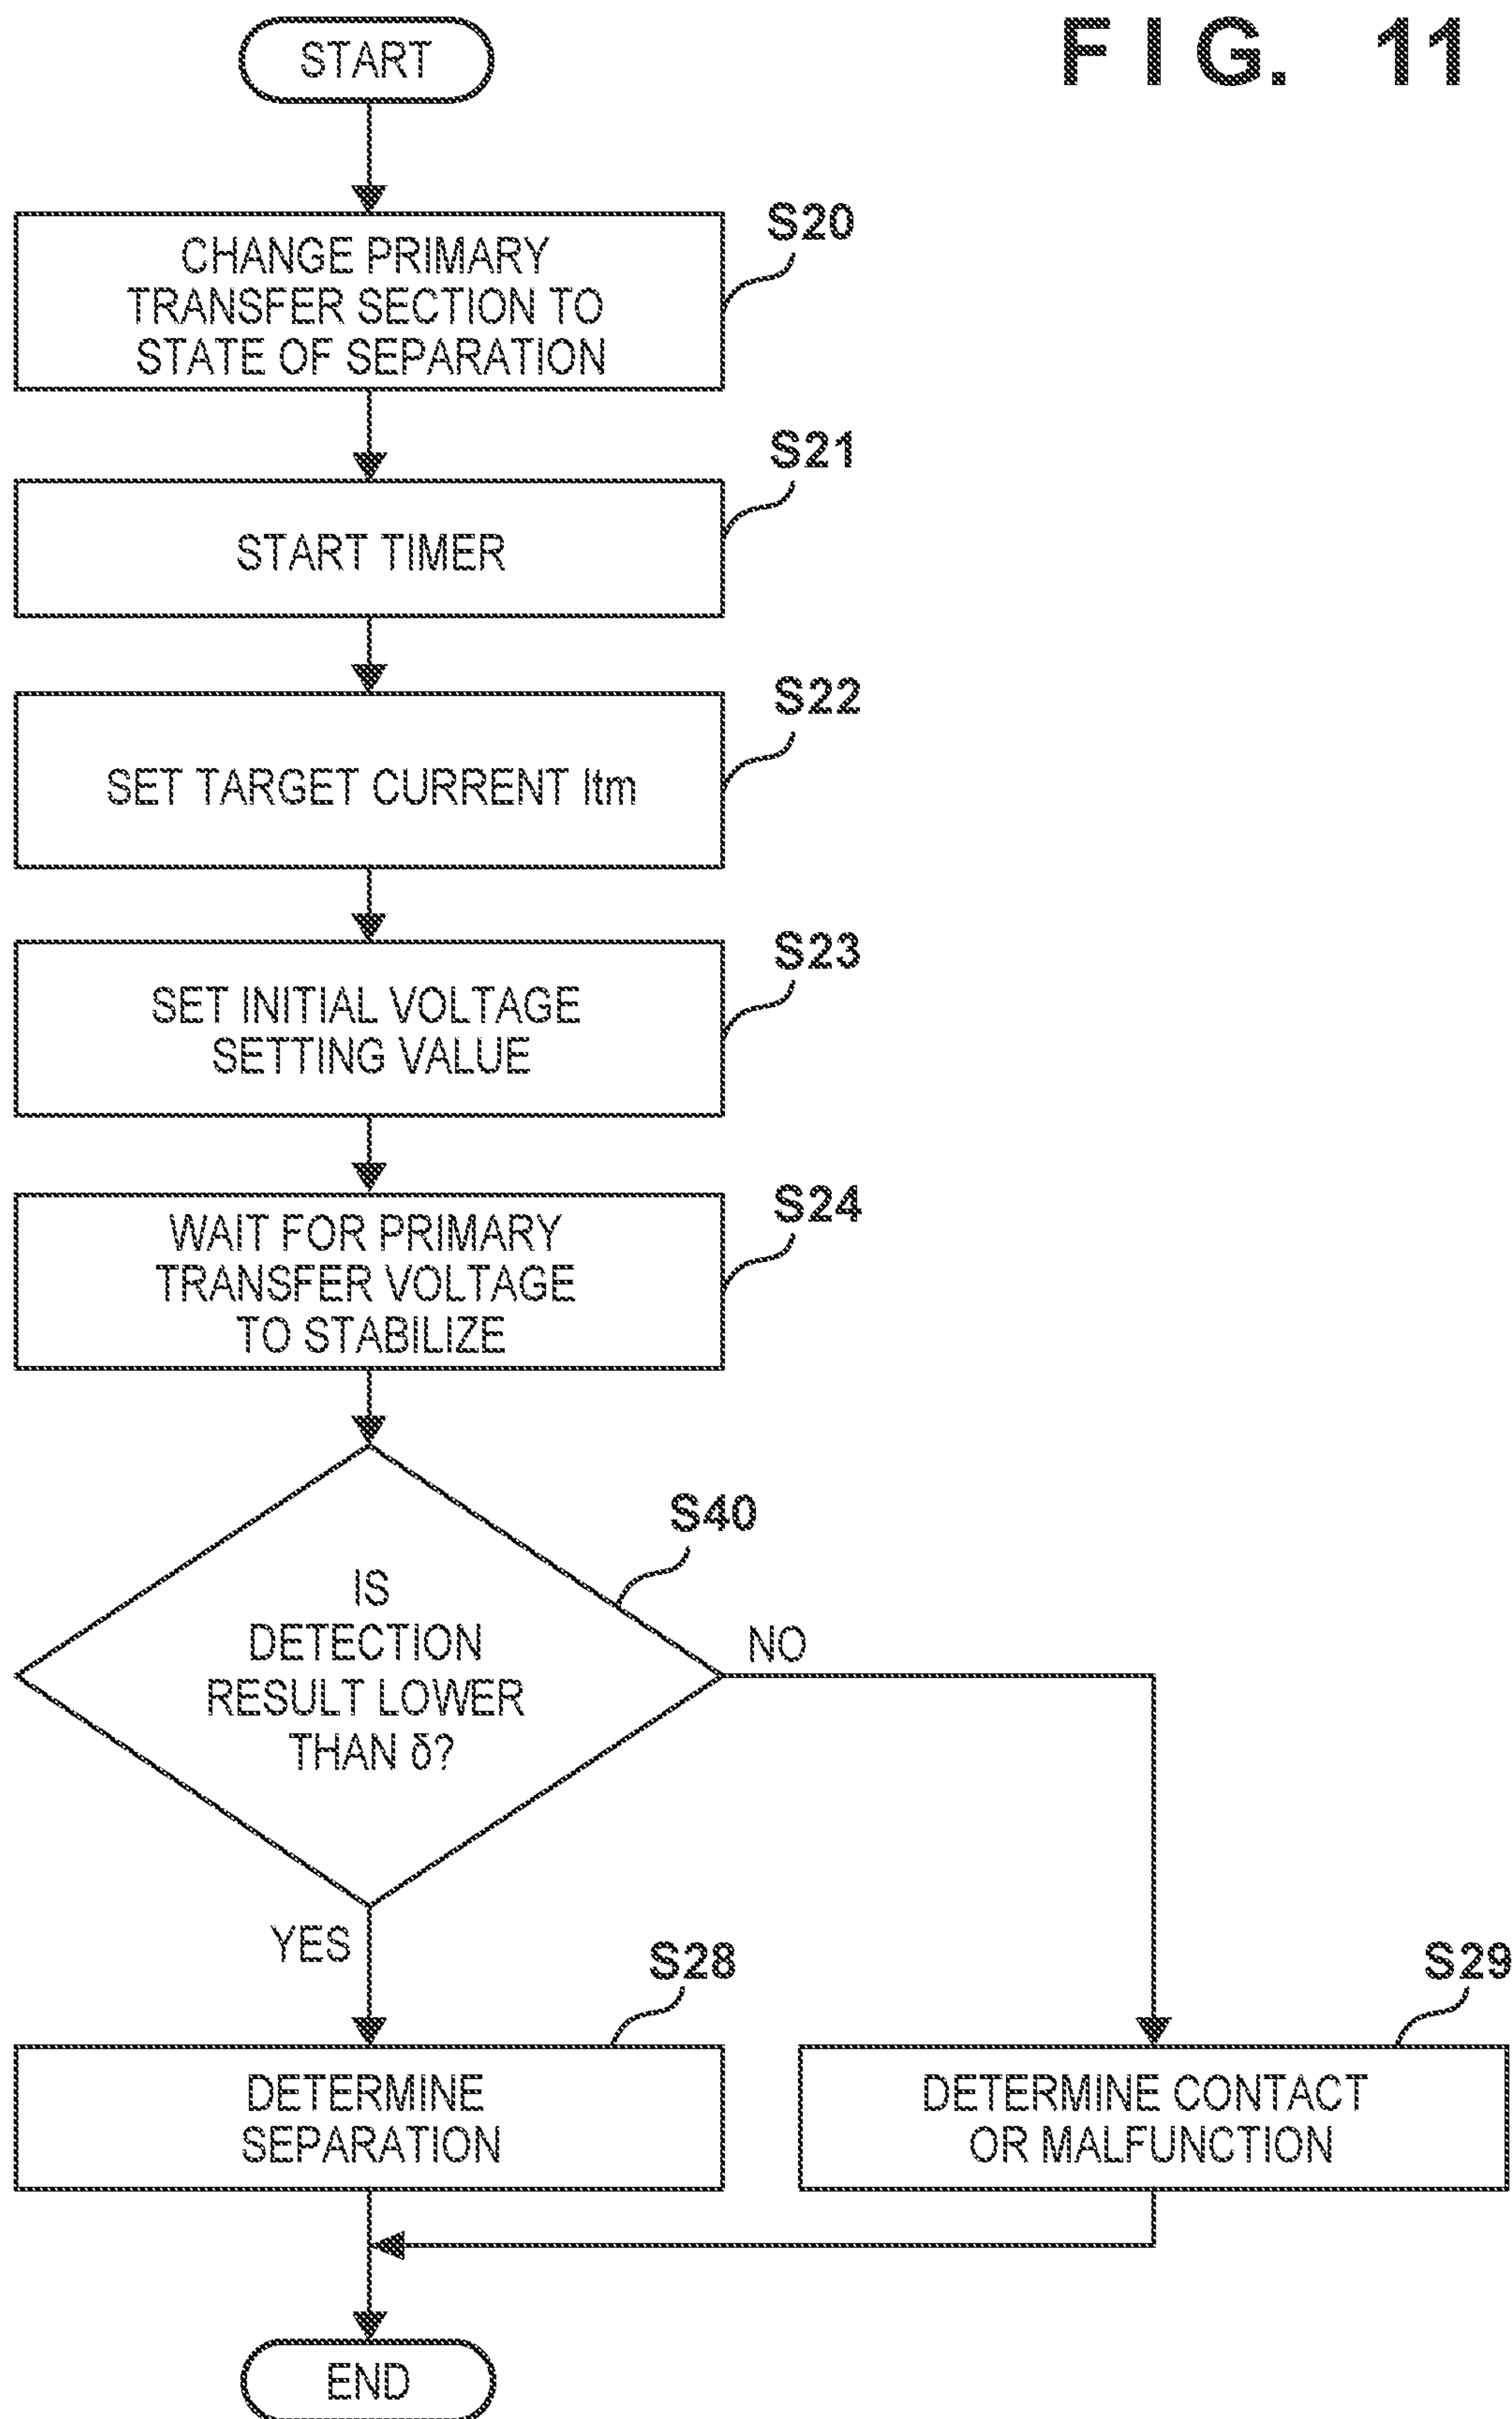 FIG. 11
START
S20
CHANGE PRIMARY
TRANSFER SECTION TO
STATE OF SEPARATION
S21
START TIMER
S22
SET TARGET CURRENT Itm
S23
SET INITIAL VOLTAGE
SETTING VALUE
S24
WAIT FOR PRIMARY
TRANSFER VOLTAGE
TO STABILIZE
S40
IS
DETECTION
RESULT LOWER
THAN δ?
NO
YES
S28
DETERMINE
SEPARATION
S29
DETERMINE CONTACT
OR MALFUNCTION
END